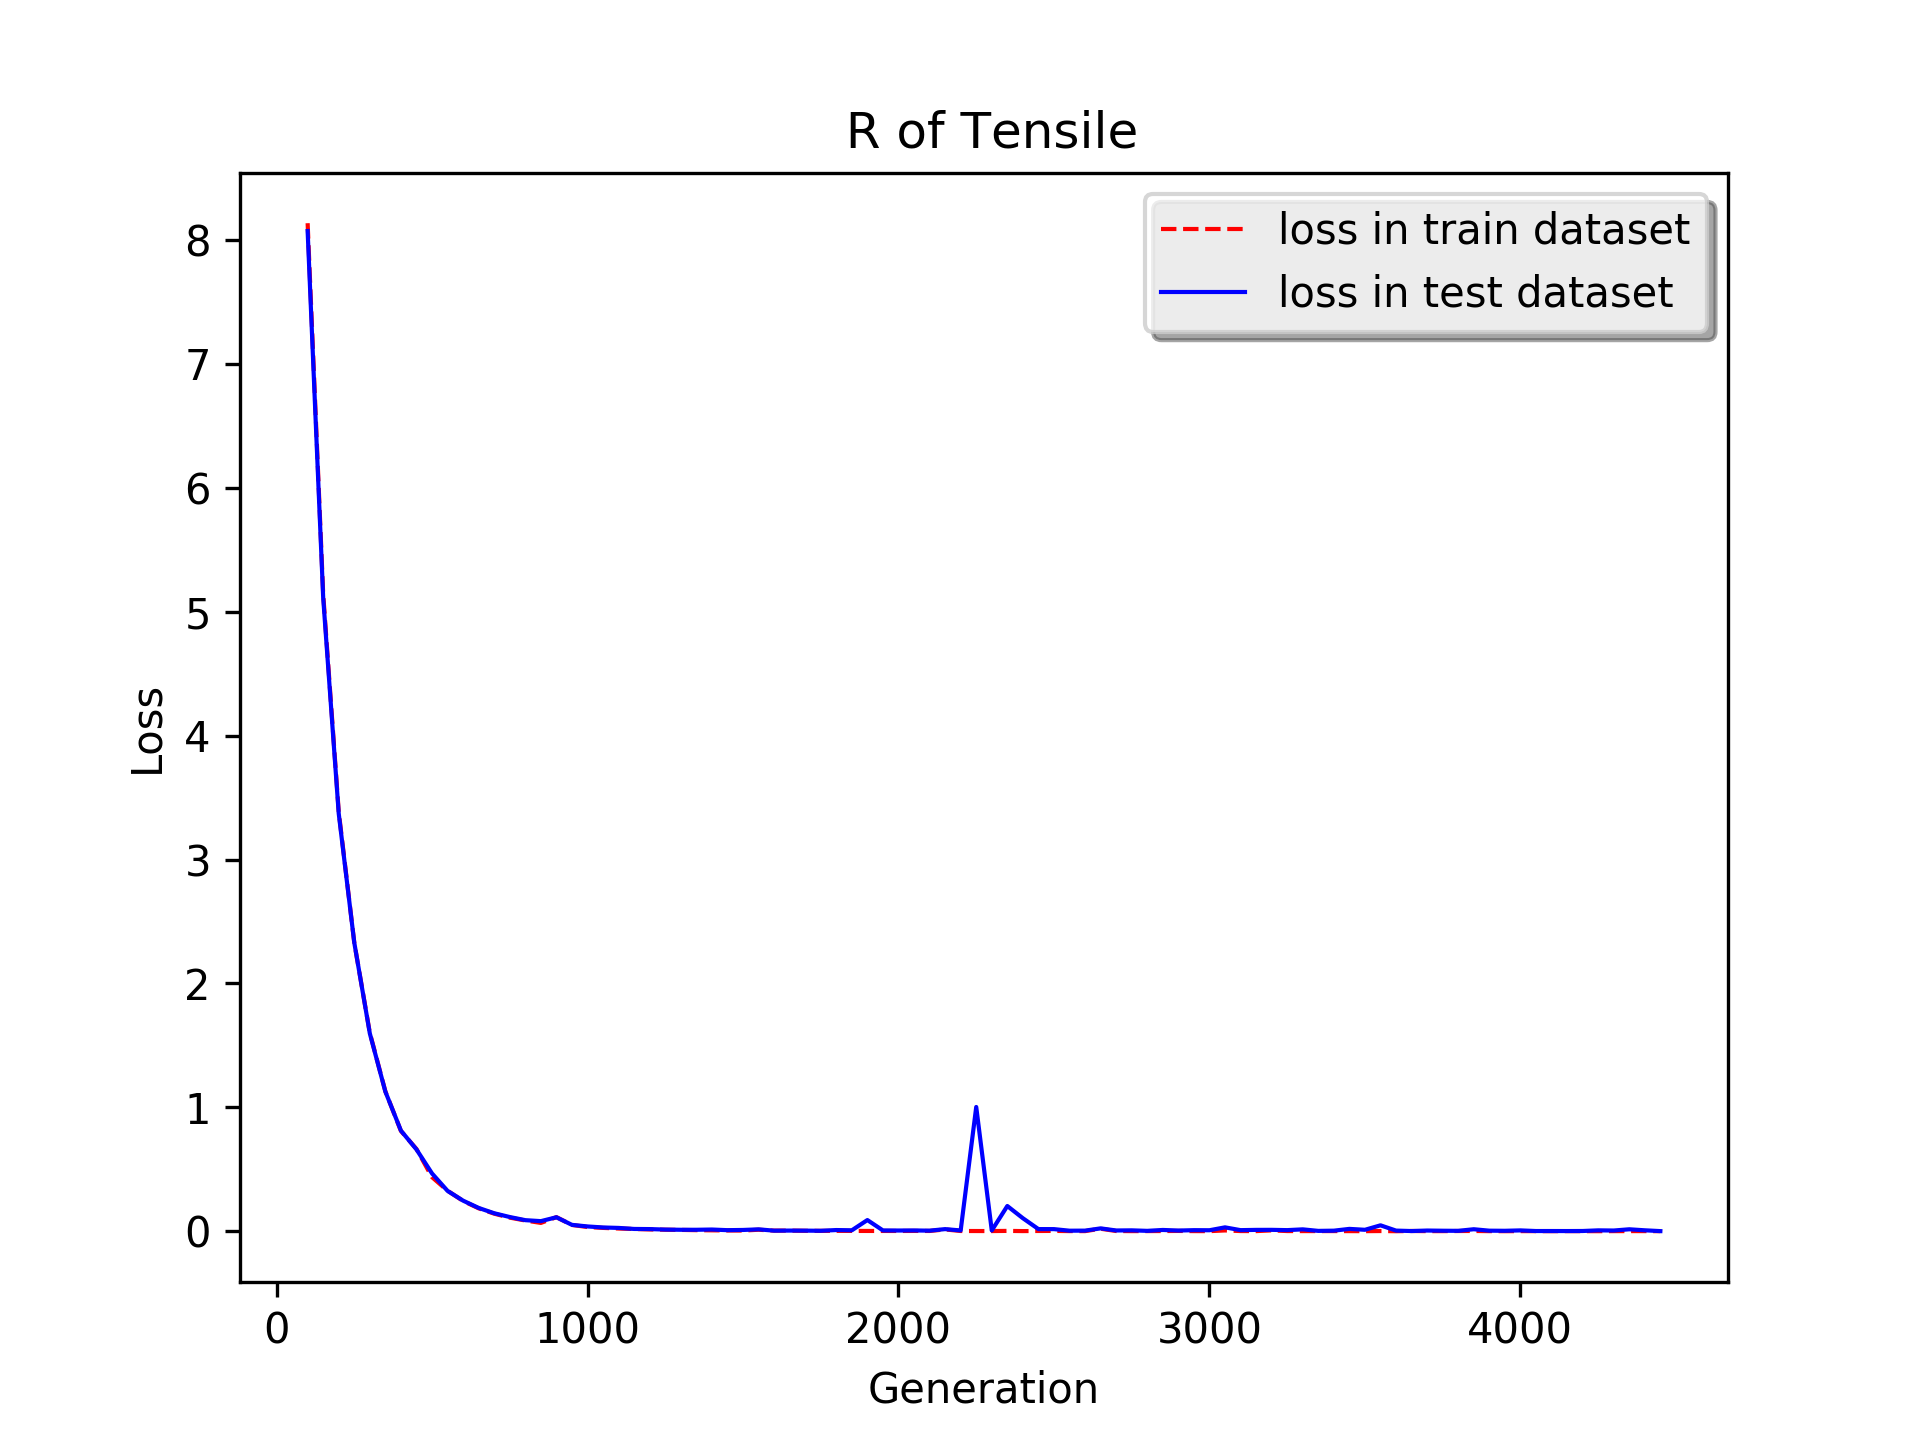 R of Tensile
loss in train dataset
loss in test dataset
8
7
6
5
4
3
2
1
0
Loss
0 1000 2000 3000 4000
Generation